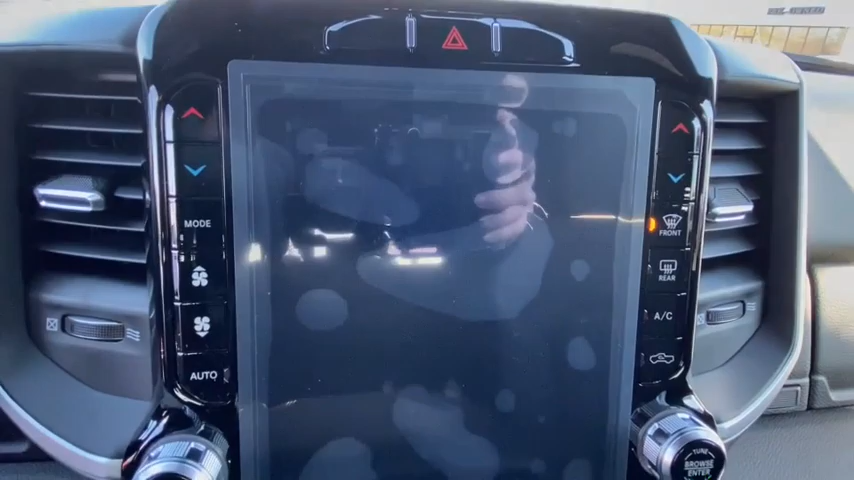 MODE
AUTO
FRONT
REAR
A/C
TUNE
BROWSE
ENTER